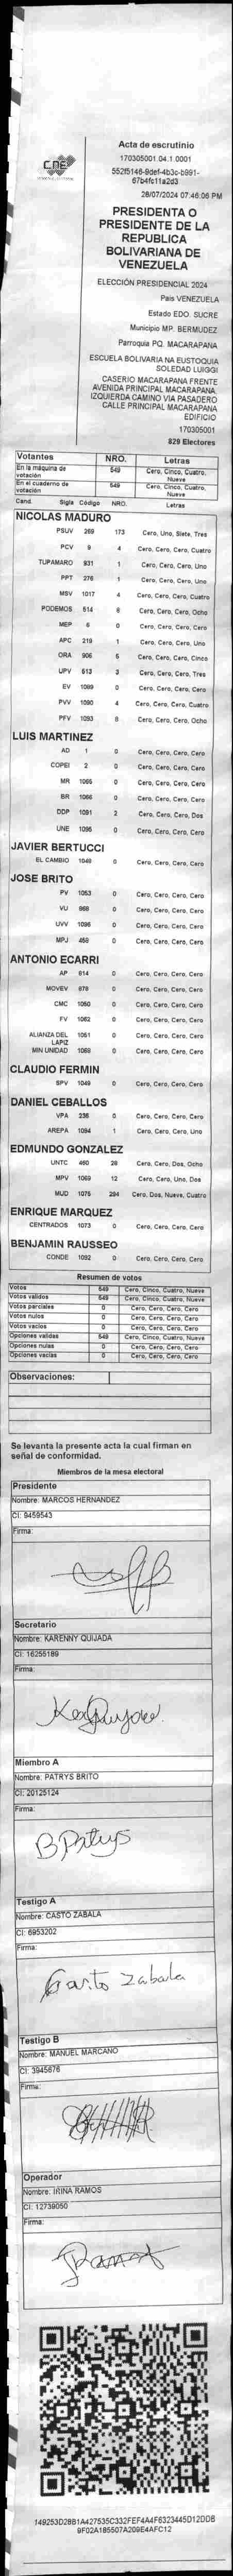 CNE
Acta de escrutinio
170305001.04.1.0001
552f5146-9def-4b3c-b991-
67b4fc11a2d3
28/07/2024 07:46:06 PM
PRESIDENTA O
PRESIDENTE DE LA
REPUBLICA
BOLIVARIANA DE
VENEZUELA
ELECCIÓN PRESIDENCIAL 2024
País VENEZUELA
Estado EDO. SUCRE
Municipio MP. BERMUDEZ
Parroquia PQ. MACARAPANA
ESCUELA BOLIVARIA NA EUSTOQUIA
SOLEDAD LUIGGI
CASERIO MACARAPANA FRENTE
AVENIDA PRINCIPAL MACARAPANA.
IZQUIERDA CAMINO VIA PASADERO
CALLE PRINCIPAL MACARAPANA
EDIFICIO
170305001
829 Electores
Votantes NRO. Letras
En la máquina de votación 549 Cero, Cinco, Cuatro, Nueve
En el cuaderno de votación 549 Cero, Cinco, Cuatro, Nueve
Cand. Sigla Código NRO. Letras
NICOLAS MADURO
PSUV 269 173 Cero, Uno, Siete, Tres
PCV 9 4 Cero, Cero, Cero, Cuatro
TUPAMARO 931 1 Cero, Cero, Cero, Uno
PPT 276 1 Cero, Cero, Cero, Uno
MSV 1017 4 Cero, Cero, Cero, Cuatro
PODEMOS 514 8 Cero, Cero, Cero, Ocho
MEP 6 0 Cero, Cero, Cero, Cero
APC 219 1 Cero, Cero, Cero, Uno
ORA 906 5 Cero, Cero, Cero, Cinco
UPV 513 3 Cero, Cero, Cero, Tres
EV 1089 0 Cero, Cero, Cero, Cero
PVV 1090 4 Cero, Cero, Cero, Cuatro
PFV 1093 8 Cero, Cero, Cero, Ocho
LUIS MARTINEZ
AD 1 0 Cero, Cero, Cero, Cero
COPEI 2 0 Cero, Cero, Cero, Cero
MR 1065 0 Cero, Cero, Cero, Cero
BR 1066 0 Cero, Cero, Cero, Cero
DDP 1091 2 Cero, Cero, Cero, Dos
UNE 1095 0 Cero, Cero, Cero, Cero
JAVIER BERTUCCI
EL CAMBIO 1048 0 Cero, Cero, Cero, Cero
JOSE BRITO
PV 1053 0 Cero, Cero, Cero, Cero
VU 968 0 Cero, Cero, Cero, Cero
UVV 1096 0 Cero, Cero, Cero, Cero
MPJ 459 0 Cero, Cero, Cero, Cero
ANTONIO ECARRI
AP 614 0 Cero, Cero, Cero, Cero
MOVEV 879 0 Cero, Cero, Cero, Cero
CMC 1050 0 Cero, Cero, Cero, Cero
FV 1062 0 Cero, Cero, Cero, Cero
ALIANZA DEL LAPIZ 1051 0 Cero, Cero, Cero, Cero
MIN UNIDAD 1069 0 Cero, Cero, Cero, Cero
CLAUDIO FERMIN
SPV 1049 0 Cero, Cero, Cero, Cero
DANIEL CEBALLOS
VPA 238 0 Cero, Cero, Cero, Cero
AREPA 1094 1 Cero, Cero, Cero, Uno
EDMUNDO GONZALEZ
UNTC 460 28 Cero, Cero, Dos, Ocho
MPV 1069 12 Cero, Cero, Uno, Dos
MUD 1075 294 Cero, Dos, Nueve, Cuatro
ENRIQUE MARQUEZ
CENTRADOS 1073 0 Cero, Cero, Cero, Cero
BENJAMIN RAUSSEO
CONDE 1092 0 Cero, Cero, Cero, Cero
Resumen de votos
Votos 549 Cero, Cinco, Cuatro, Nueve
Votos validos 549 Cero, Cinco, Cuatro, Nueve
Votos parciales 0 Cero, Cero, Cero, Cero
Votos nulos 0 Cero, Cero, Cero, Cero
Votos vacíos 0 Cero, Cero, Cero, Cero
Opciones validas 549 Cero, Cinco, Cuatro, Nueve
Opciones nulas 0 Cero, Cero, Cero, Cero
Opciones vacías 0 Cero, Cero, Cero, Cero
Observaciones:
Se levanta la presente acta la cual firman en
señal de conformidad.
Miembros de la mesa electoral
Presidente
Nombre: MARCOS HERNANDEZ
CI: 9459543
Firma:
Secretario
Nombre: KARENNY QUIJADA
CI: 16255189
Firma:
Miembro A
Nombre: PATRYS BRITO
CI: 20125124
Firma:
B Patrys
Testigo A
Nombre: CASTO ZABALA
CI: 6953202
Firma:
Casto Zabala
Testigo B
Nombre: MANUEL MARCANO
CI: 3945676
Firma:
Operador
Nombre: IRINA RAMOS
CI: 12739050
Firma:
149253D28B1A427535C332FEF4A4F6323445D12DDB
9F02A185507A209E4AFC12